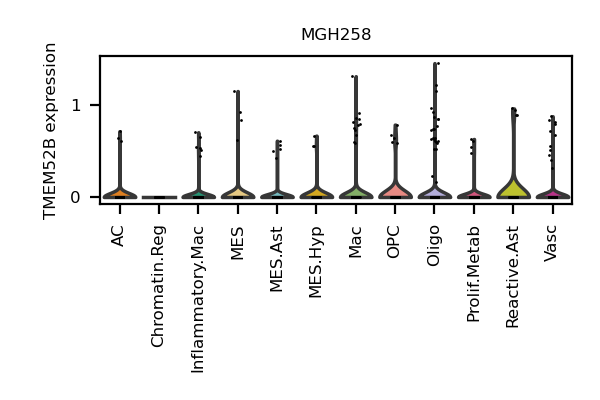 MGH258
TMEM52B expression
1
0
AC
Chromatin.Reg
Inflammatory.Mac
MES
MES.Ast
MES.Hyp
Mac
OPC
Oligo
Prolif.Metab
Reactive.Ast
Vasc